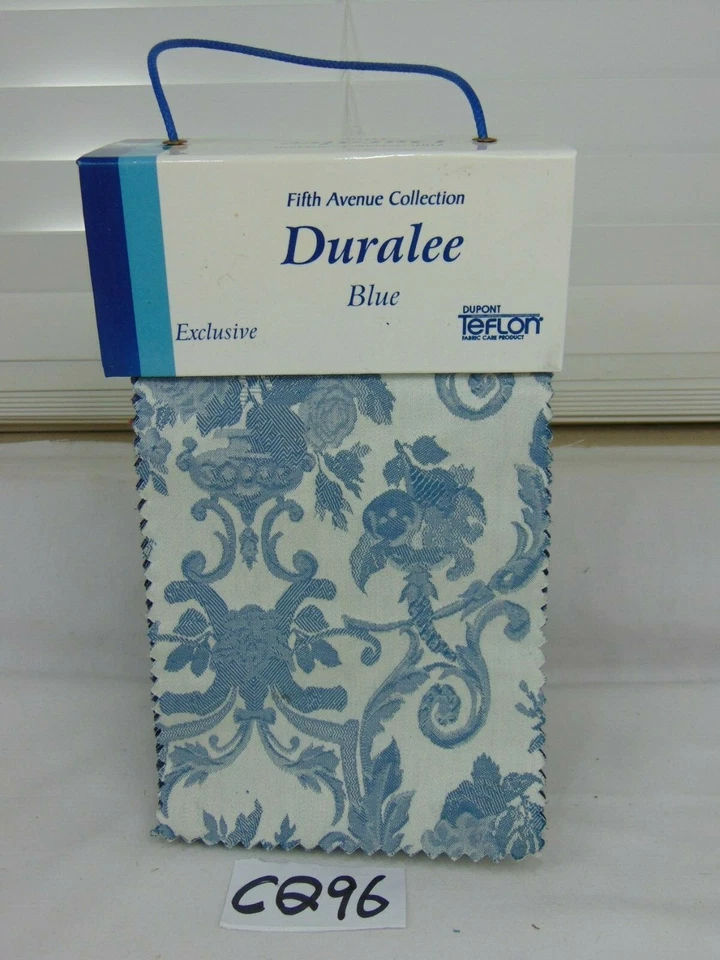 Fifth Avenue Collection
Duralee
Blue
Exclusive
DUPONT
TEFLON
FABRIC CARE PRODUCT
CQ96